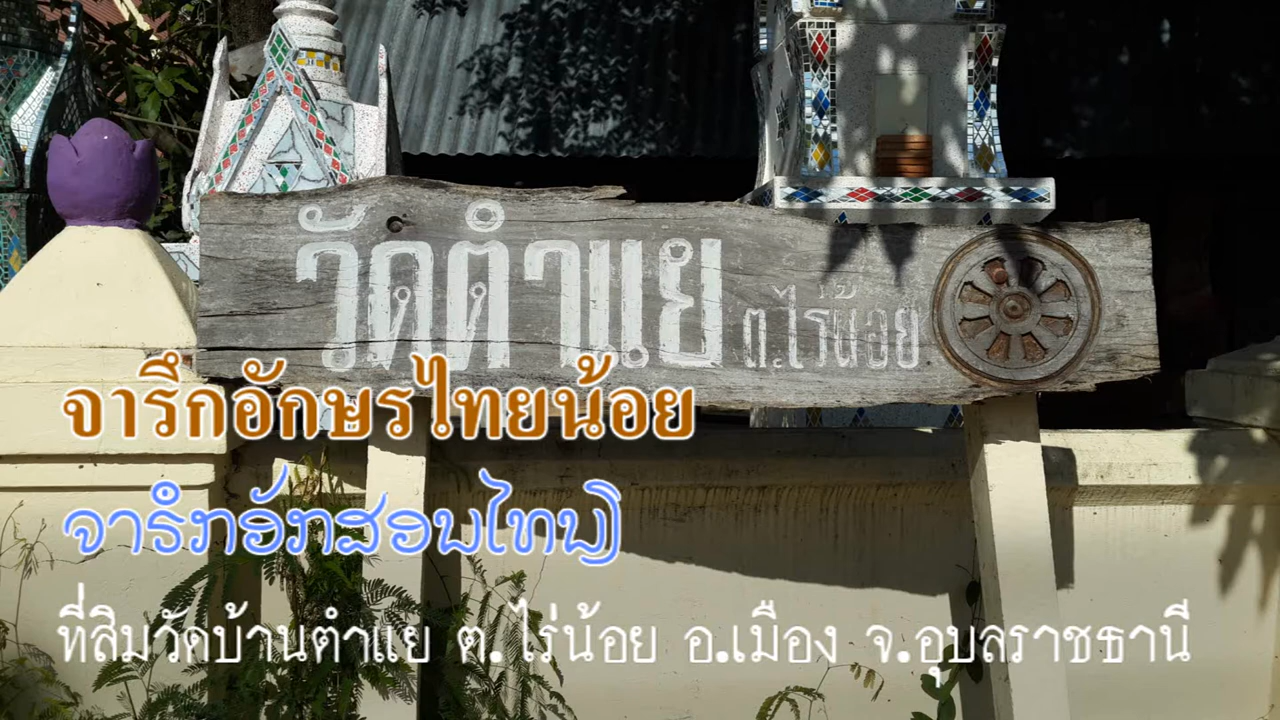 วัดตำแย ต.ไร่น้อย.
จารึกอักษรไทยน้อย
ที่สิมวัดบ้านตำแย ต.ไร่น้อย อ.เมือง จ.อุบลราชธานี